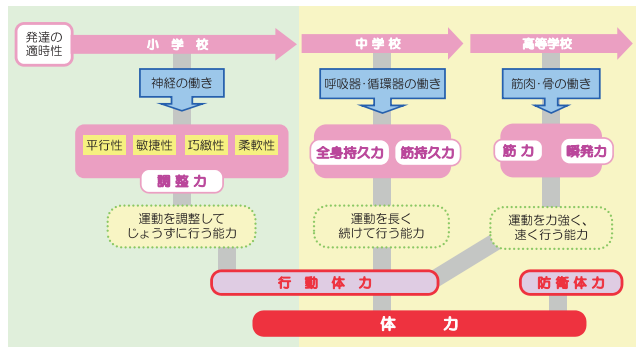 発達の
適時性
小学校
中学校
高等学校
神経の働き
呼吸器・循環器の働き
筋肉・骨の働き
平行性
敏捷性
巧緻性
柔軟性
調整力
全身持久力
筋持久力
筋力
瞬発力
運動を調整して
じょうずに行う能力
運動を長く
続けて行う能力
運動を力強く、
速く行う能力
行動体力
防衛体力
体力